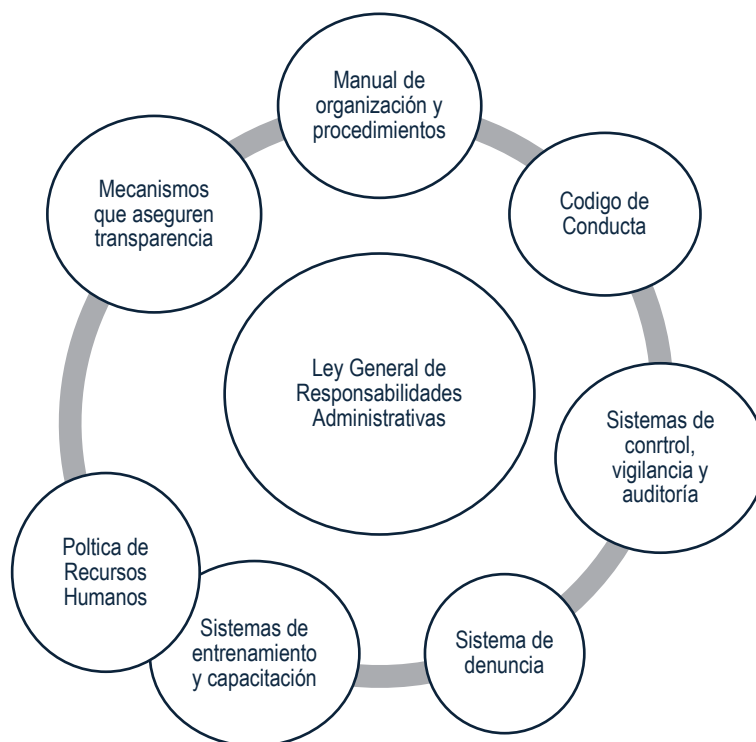 Manual de
organización y
procedimientos
Codigo de
Conducta
Sistemas de
conrtrol,
vigilancia y
auditoría
Sistema de
denuncia
Sistemas de
entrenamiento
y capacitación
Poltica de
Recursos
Humanos
Mecanismos
que aseguren
transparencia
Ley General de
Responsabilidades
Administrativas